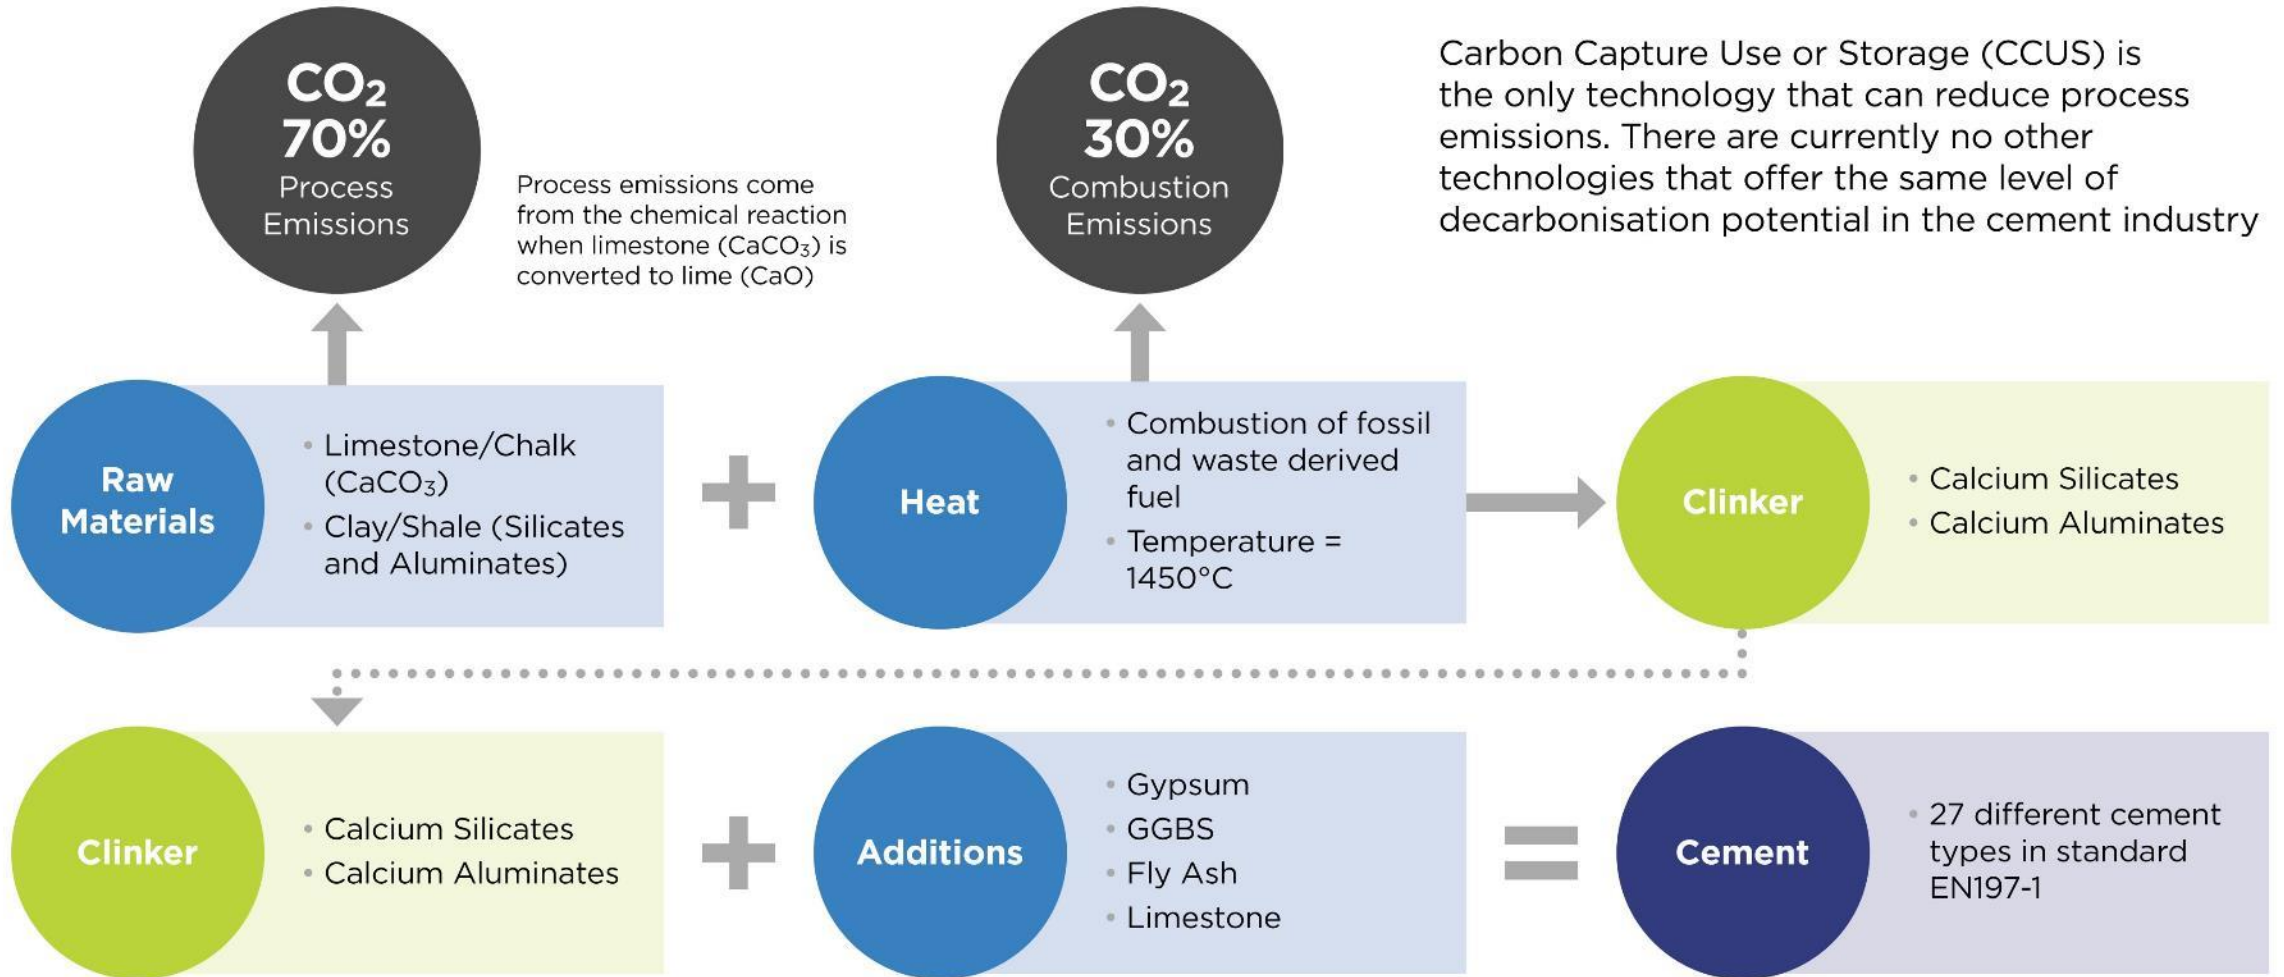 CO₂
70%
Process
Emissions
Process emissions come
from the chemical reaction
when limestone (CaCO₃) is
converted to lime (CaO)
CO₂
30%
Combustion
Emissions
Carbon Capture Use or Storage (CCUS) is
the only technology that can reduce process
emissions. There are currently no other
technologies that offer the same level of
decarbonisation potential in the cement industry
Raw
Materials
• Limestone/Chalk
(CaCO₃)
• Clay/Shale (Silicates
and Aluminates)
+
Heat
• Combustion of fossil
and waste derived
fuel
• Temperature =
1450°C
Clinker
• Calcium Silicates
• Calcium Aluminates
Clinker
• Calcium Silicates
• Calcium Aluminates
+
Additions
• Gypsum
• GGBS
• Fly Ash
• Limestone
=
Cement
• 27 different cement
types in standard
EN197-1